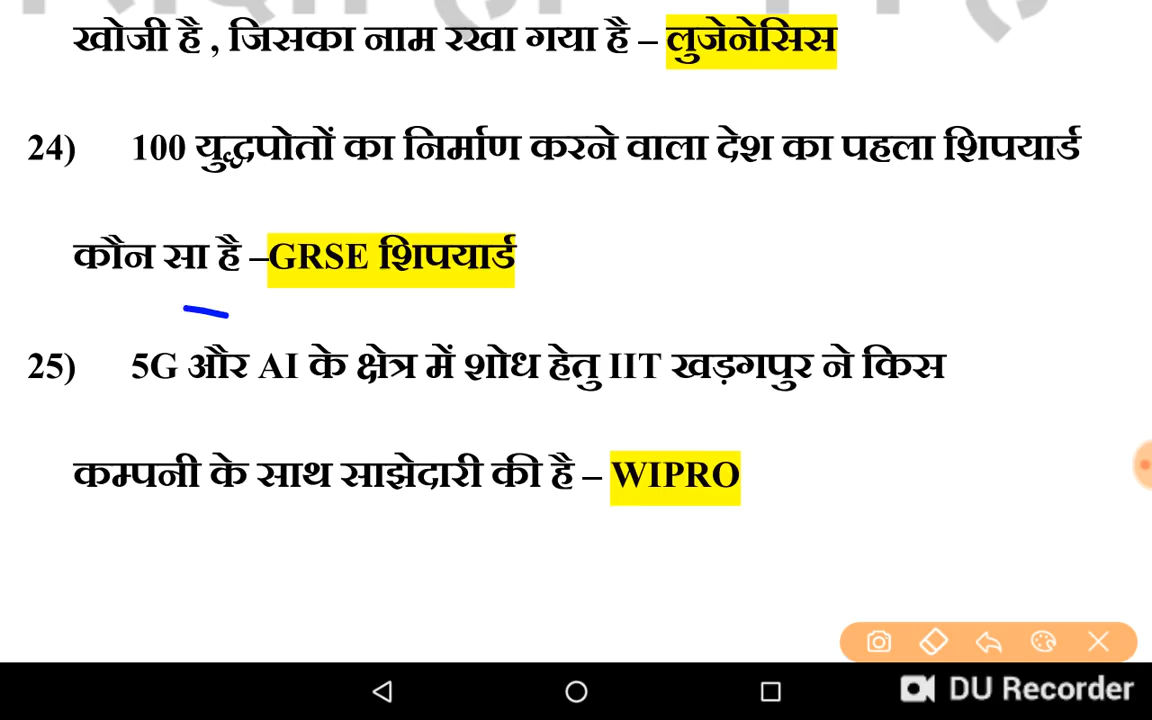 खोजी है , जिसका नाम रखा गया है – लुजेनेसिस
24) 100 युद्धपोतों का निर्माण करने वाला देश का पहला शिपयार्ड
कौन सा है –GRSE शिपयार्ड
25) 5G और AI के क्षेत्र में शोध हेतु IIT खड़गपुर ने किस
कम्पनी के साथ साझेदारी की है – WIPRO
DU Recorder